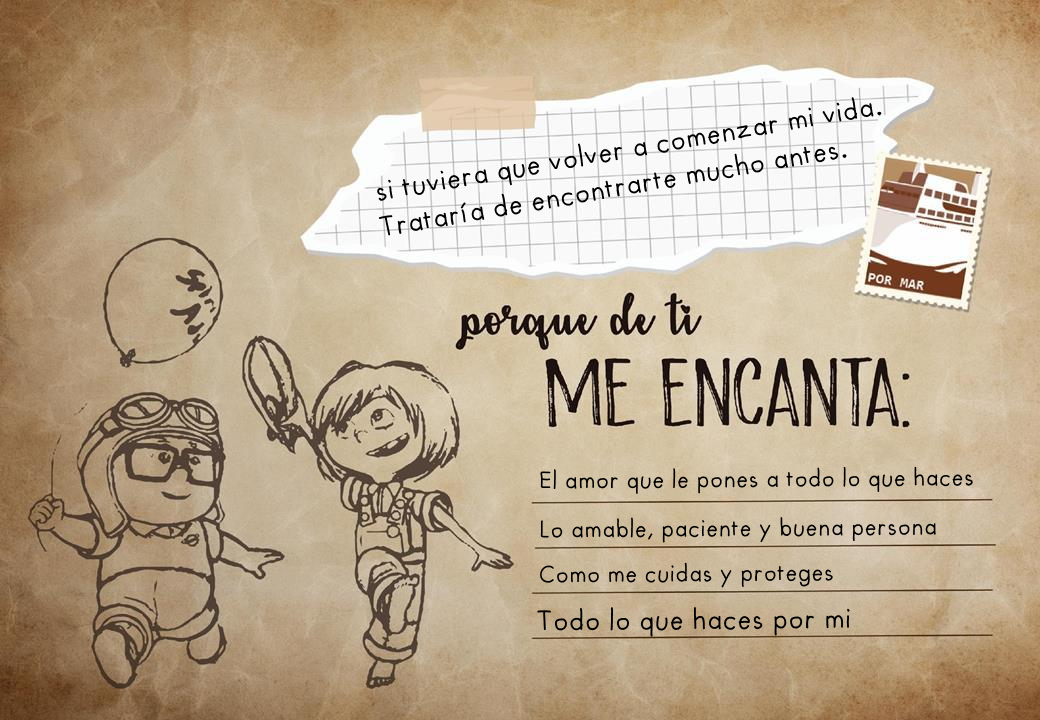 si tuviera que volver a comenzar mi vida.
Trataría de encontrarte mucho antes.
POR MAR
porque de ti
ME ENCANTA:
El amor que le pones a todo lo que haces
Lo amable, paciente y buena persona
Como me cuidas y proteges
Todo lo que haces por mi